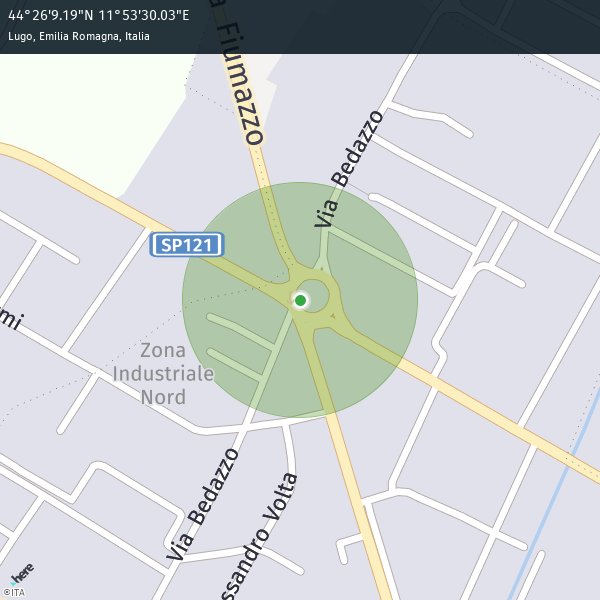 44°26'9.19"N 11°53'30.03"E
Lugo, Emilia Romagna, Italia
Fiumazzo
Via Bedazzo
SP121
Zona
Industriale
Nord
Via Bedazzo
Volta
here
©ITA